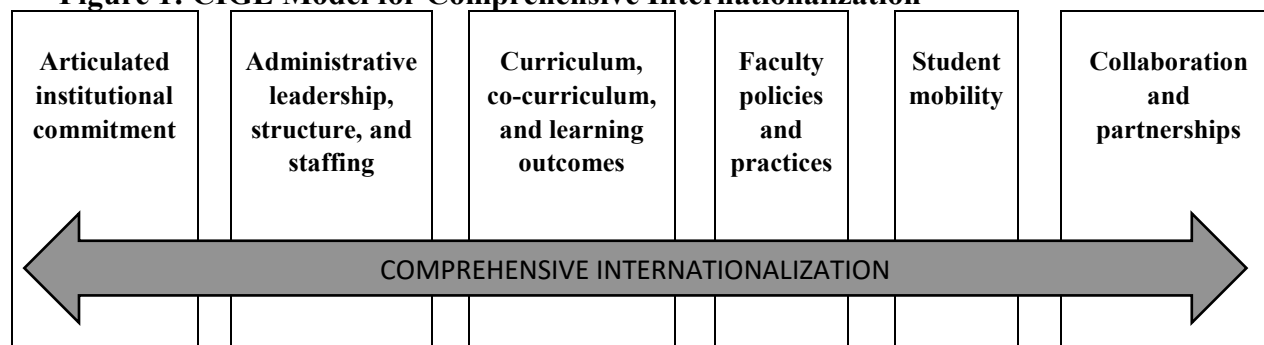 Figure 1: CIGE Model for Comprehensive Internationalization
Articulated
institutional
commitment
Administrative
leadership,
structure, and
staffing
Curriculum,
co-curriculum,
and learning
outcomes
Faculty
policies
and
practices
Student
mobility
Collaboration
and
partnerships
COMPREHENSIVE INTERNATIONALIZATION